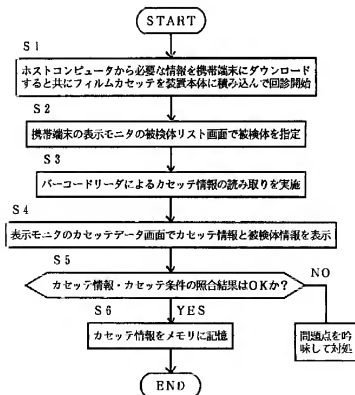 START
S1
ホストコンピュータから必要な情報を携帯端末にダウンロード
すると共にフィルムカセッテを装置本体に積み込んで回診開始
S2
携帯端末の表示モニタの被検体リスト画面で被検体を指定
S3
バーコードリーダによるカセッテ情報の読み取りを実施
S4
表示モニタのカセッテデータ画面でカセッテ情報と被検体情報を表示
S5
カセッテ情報・カセッテ条件の照合結果はOKか?
NO
S6
YES
カセッテ情報をメモリに記憶
問題点を吟
味して対処
END